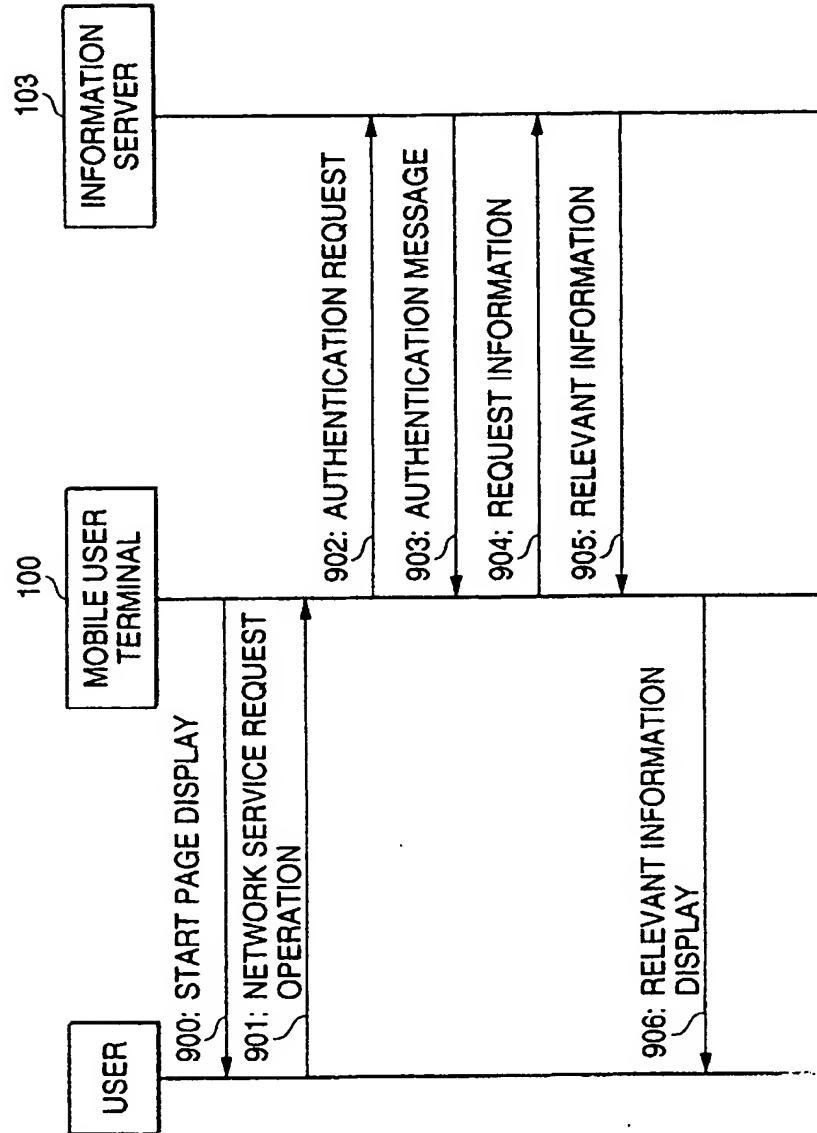 USER
100
MOBILE USER
TERMINAL
103
INFORMATION
SERVER
900: START PAGE DISPLAY
901: NETWORK SERVICE REQUEST
OPERATION
902: AUTHENTICATION REQUEST
903: AUTHENTICATION MESSAGE
904: REQUEST INFORMATION
905: RELEVANT INFORMATION
906: RELEVANT INFORMATION
DISPLAY